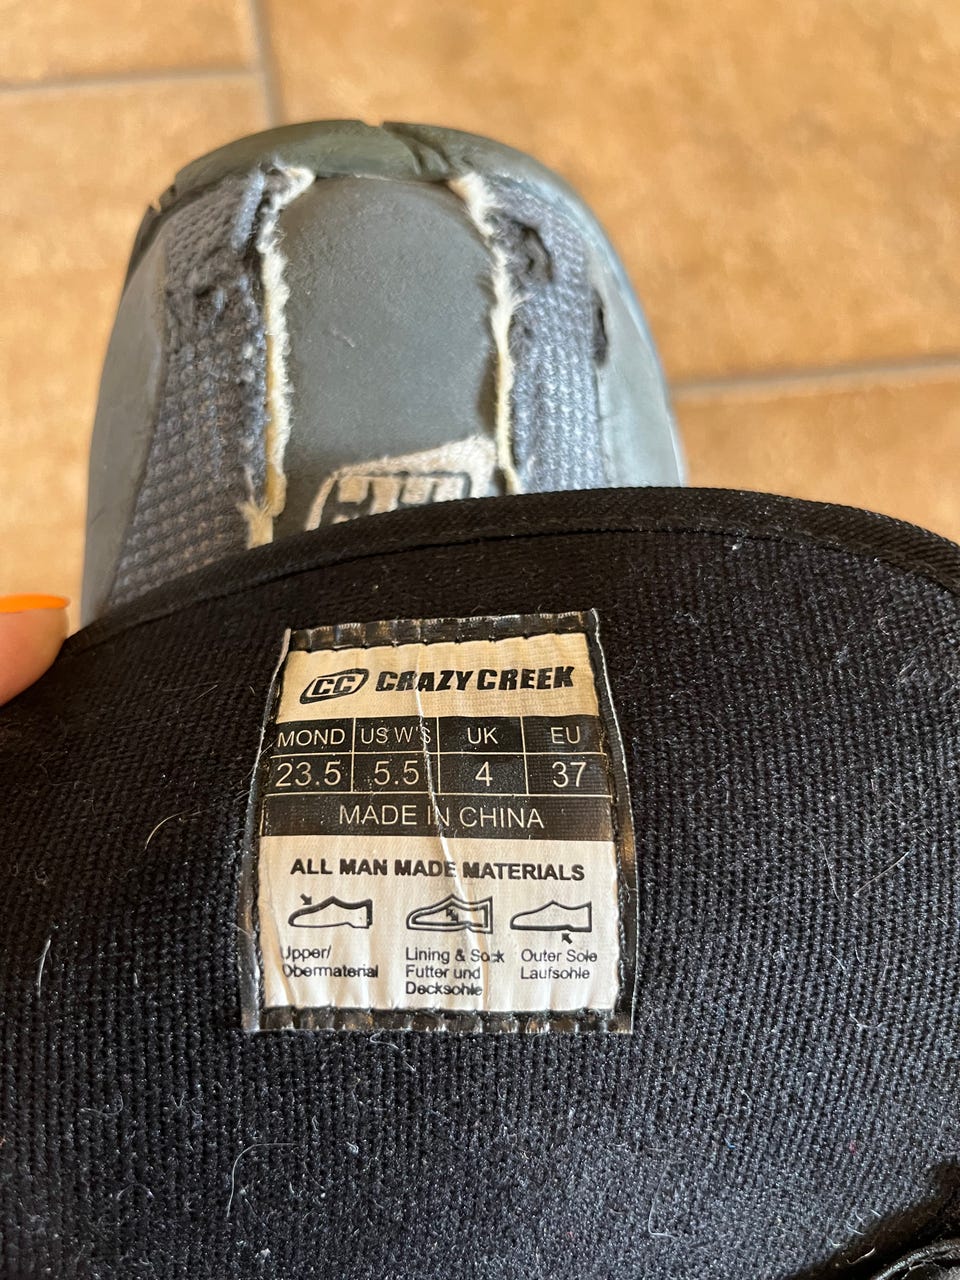 CC CRAZY CREEK
MOND US W'S UK EU
23.5 5.5 4 37
MADE IN CHINA
ALL MAN MADE MATERIALS
Upper/ Lining & Sock Outer Sole
Obermaterial Futter und Laufsohle
Decksohle